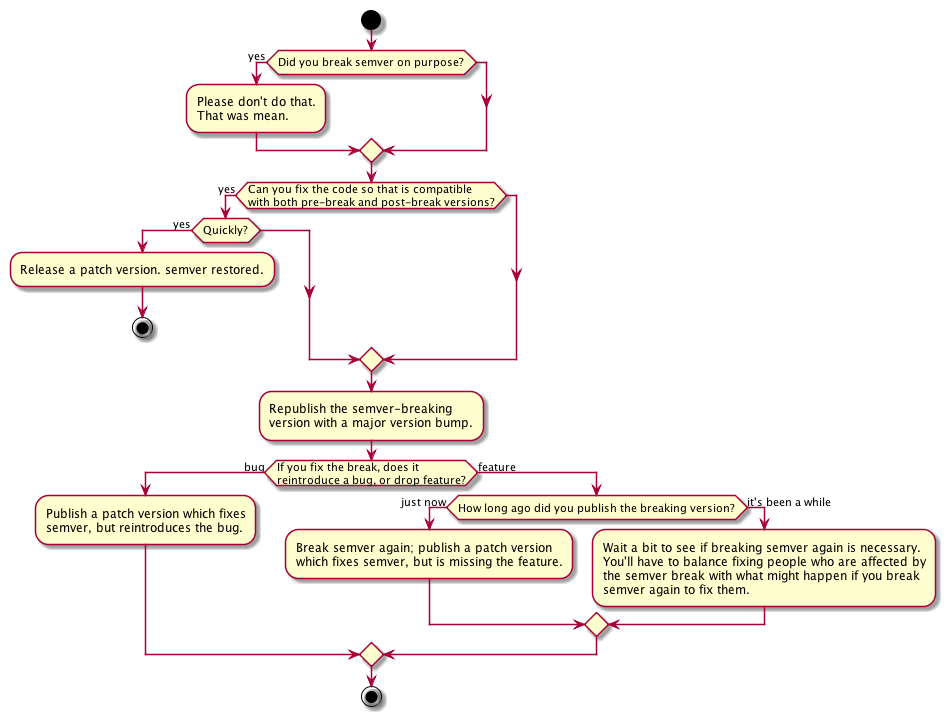 yes
Did you break semver on purpose?
Please don't do that.
That was mean.
yes
Can you fix the code so that is compatible
with both pre-break and post-break versions?
yes
Quickly?
Release a patch version. semver restored.
Republish the semver-breaking
version with a major version bump.
bug
If you fix the break, does it
reintroduce a bug, or drop feature?
feature
Publish a patch version which fixes
semver, but reintroduces the bug.
just now
How long ago did you publish the breaking version?
it's been a while
Break semver again; publish a patch version
which fixes semver, but is missing the feature.
Wait a bit to see if breaking semver again is necessary.
You'll have to balance fixing people who are affected by
the semver break with what might happen if you break
semver again to fix them.